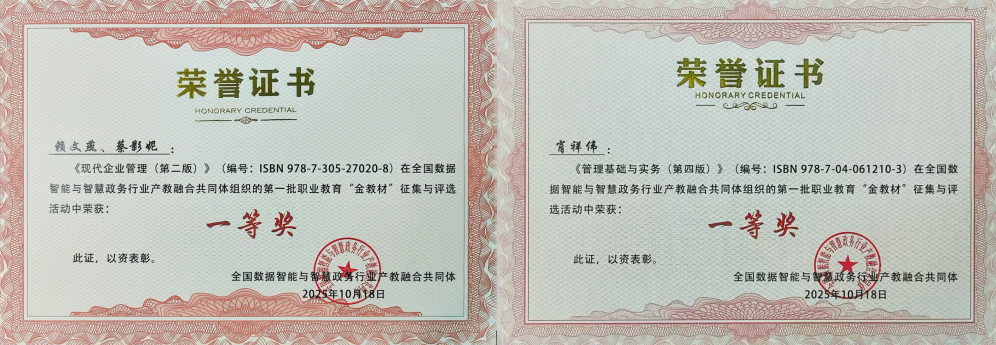 荣誉证书
HONORARY CREDENTIAL
赖文燕、蔡影妮：
《现代企业管理（第二版）》（编号：ISBN 978-7-305-27020-8）在全国数据
智能与智慧政务行业产教融合共同体组织的第一批职业教育“金教材”征集与评选
活动中荣获：
一等奖
此证，以资表彰。
全国数据智能与智慧政务行业产教融合共同体
2025年10月18日
荣誉证书
HONORARY CREDENTIAL
肖祥伟：
《管理基础与实务（第四版）》（编号：ISBN 978-7-04-061210-3）在全国数
据智能与智慧政务行业产教融合共同体组织的第一批职业教育“金教材”征集与评
选活动中荣获：
一等奖
此证，以资表彰。
全国数据智能与智慧政务行业产教融合共同体
2025年10月18日